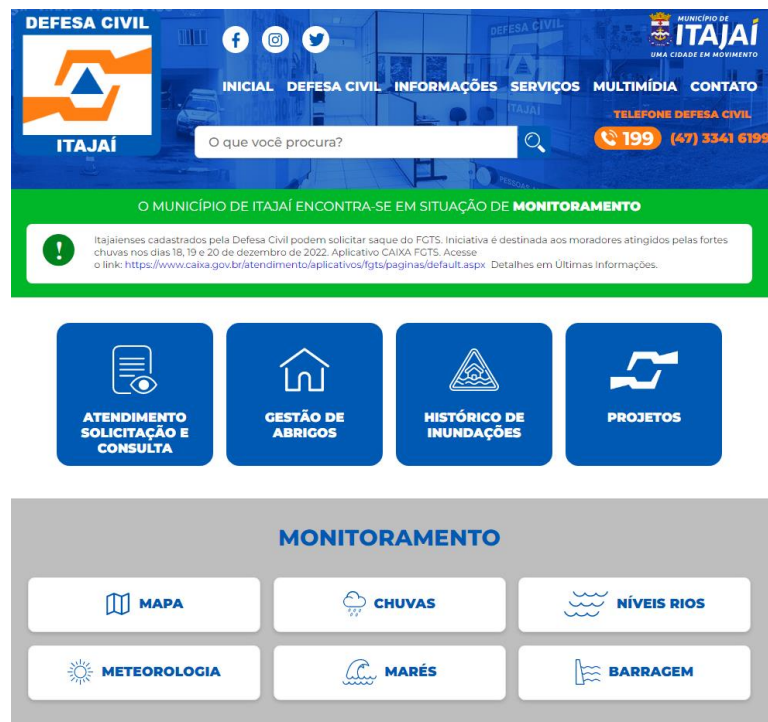 DEFESA CIVIL
ITAJAÍ
MUNICÍPIO DE
ITAJAÍ
UMA CIDADE EM MOVIMENTO
INICIAL DEFESA CIVIL INFORMAÇÕES SERVIÇOS MULTIMÍDIA CONTATO
TELEFONE DEFESA CIVIL
199 (47) 3341 6199
O que você procura?
DEFESA CIVIL
ITAJAÍ
O MUNICÍPIO DE ITAJAÍ ENCONTRA-SE EM SITUAÇÃO DE MONITORAMENTO
Itajaienses cadastrados pela Defesa Civil podem solicitar saque do FGTS. Iniciativa é destinada aos moradores atingidos pelas fortes
chuvas nos dias 18, 19 e 20 de dezembro de 2022. Aplicativo CAIXA FGTS. Acesse
o link: https://www.caixa.gov.br/atendimento/aplicativos/fgts/paginas/default.aspx Detalhes em Últimas Informações.
ATENDIMENTO
SOLICITAÇÃO E
CONSULTA
GESTÃO DE
ABRIGOS
HISTÓRICO DE
INUNDAÇÕES
PROJETOS
MONITORAMENTO
MAPA
CHUVAS
NÍVEIS RIOS
METEOROLOGIA
MARÉS
BARRAGEM